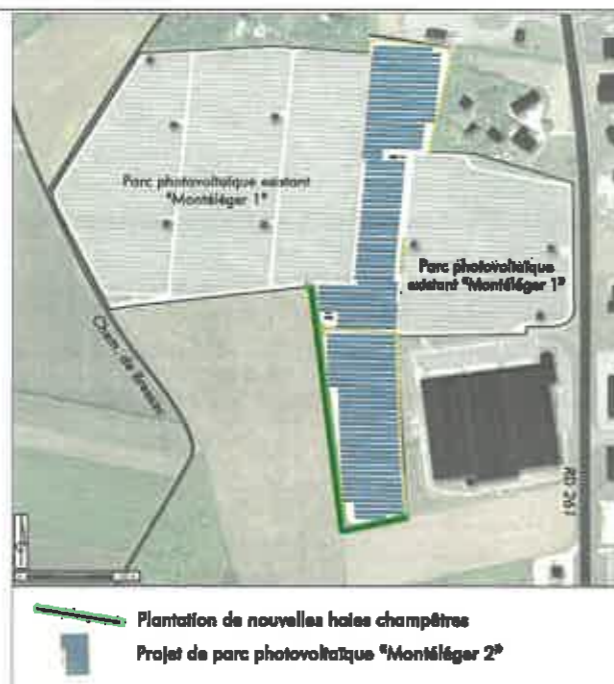 Parc photovoltaïque existant
"Montéléger 1"
Parc photovoltaïque
existant "Montéléger 1"
RD 261
Plantation de nouvelles haies champêtres
Projet de parc photovoltaïque "Montéléger 2"